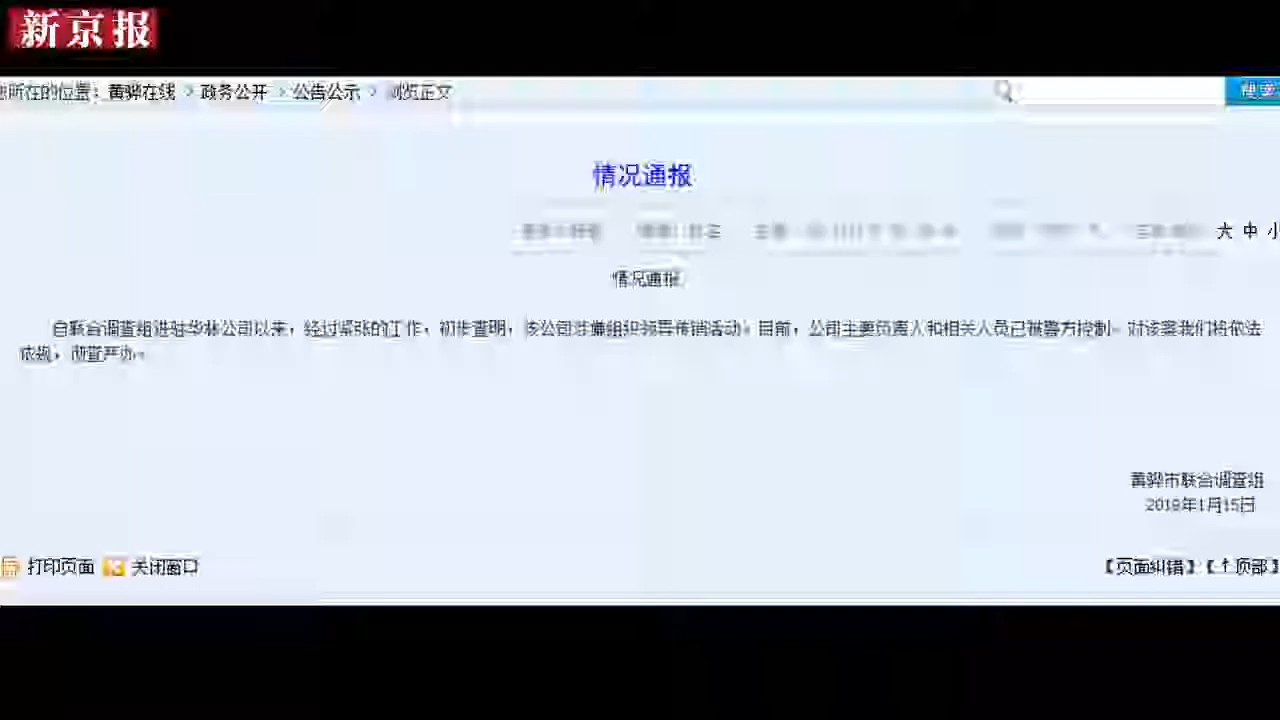 新京报
所在的位置：黄骅在线 > 政务公开 > 公告公示 > 浏览正文
搜索
情况通报
大 中 小
情况通报
自联合调查组进驻华林公司以来，经过紧张的工作，初步查明，该公司涉嫌组织领导传销活动。目前，公司主要负责人和相关人员已被警方控制。对该案我们将依法
依规，彻查严办。
黄骅市联合调查组
2019年1月15日
打印页面 关闭窗口
【页面纠错】【↑顶部】